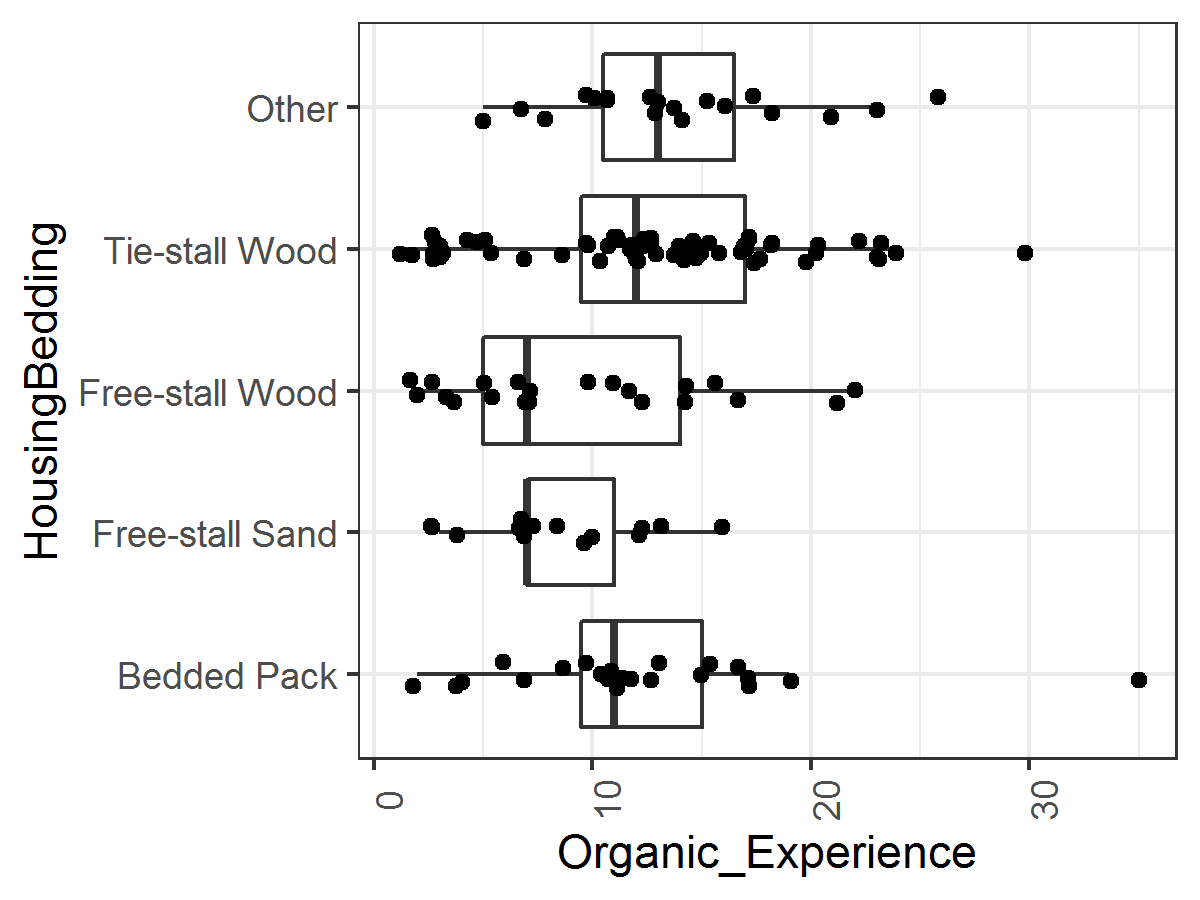 HousingBedding
Other
Tie-stall Wood
Free-stall Wood
Free-stall Sand
Bedded Pack
0
10
20
30
Organic_Experience